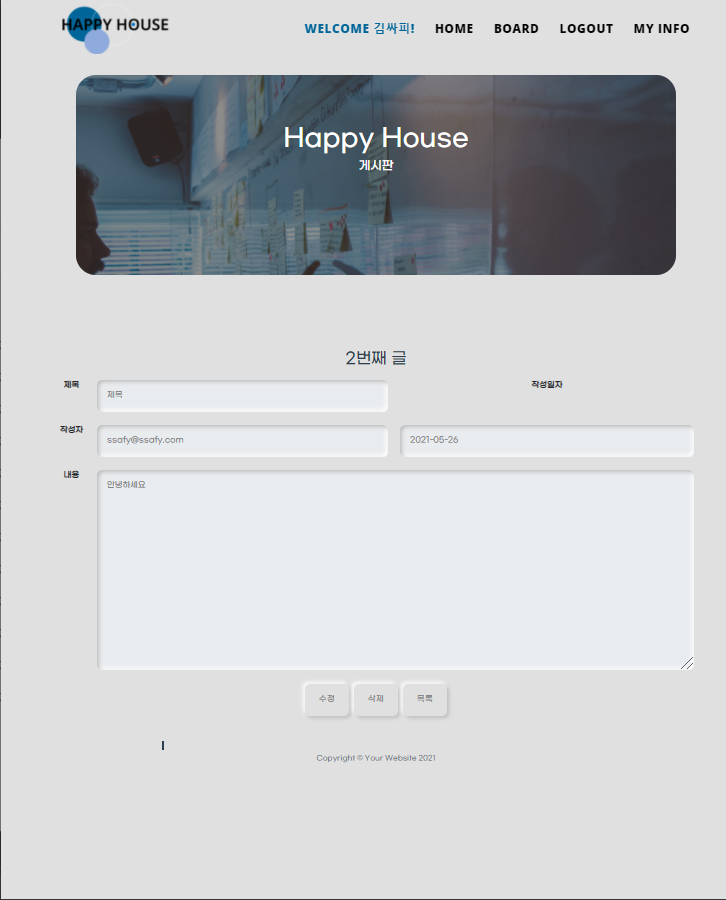 HAPPY HOUSE
WELCOME 김싸피! HOME BOARD LOGOUT MY INFO
Happy House
게시판
2번째 글
제목 제목 작성일자
작성자 ssafy@ssafy.com 2021-05-26
내용 안녕하세요
수정 삭제 목록
Copyright © Your Website 2021